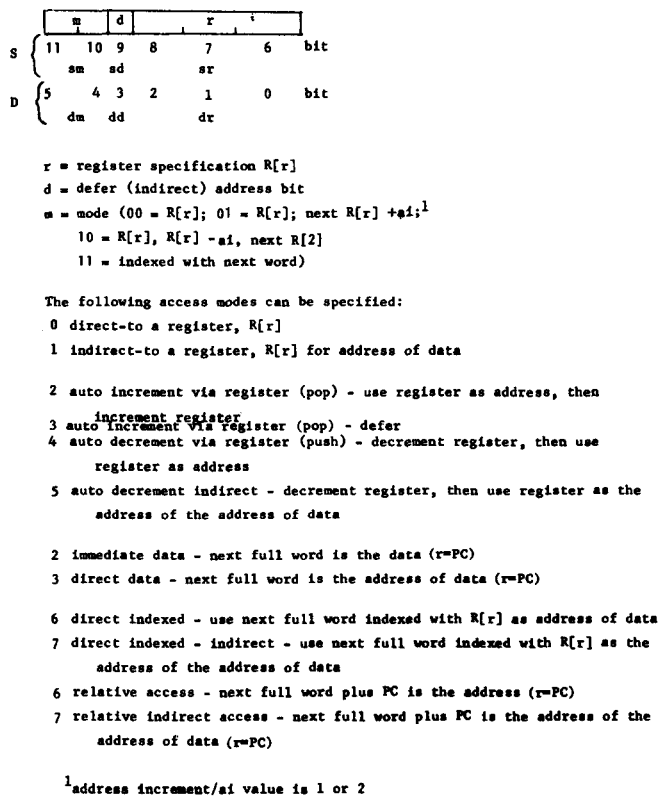 m d r
S 11 10 9 8 7 6 bit
sm sd sr
D 5 4 3 2 1 0 bit
dm dd dr
r = register specification R[r]
d = defer (indirect) address bit
m = mode (00 = R[r]; 01 = R[r]; next R[r] +ai;1
10 = R[r], R[r] -ai, next R[2]
11 = indexed with next word)
The following access modes can be specified:
0 direct-to a register, R[r]
1 indirect-to a register, R[r] for address of data
2 auto increment via register (pop) - use register as address, then
increment register
3 auto increment via register (pop) - defer
4 auto decrement via register (push) - decrement register, then use
register as address
5 auto decrement indirect - decrement register, then use register as the
address of the address of data
2 immediate data - next full word is the data (r=PC)
3 direct data - next full word is the address of data (r=PC)
6 direct indexed - use next full word indexed with R[r] as address of data
7 direct indexed - indirect - use next full word indexed with R[r] as the
address of the address of data
6 relative access - next full word plus PC is the address (r=PC)
7 relative indirect access - next full word plus PC is the address of the
address of data (r=PC)
1address increment/ai value is 1 or 2